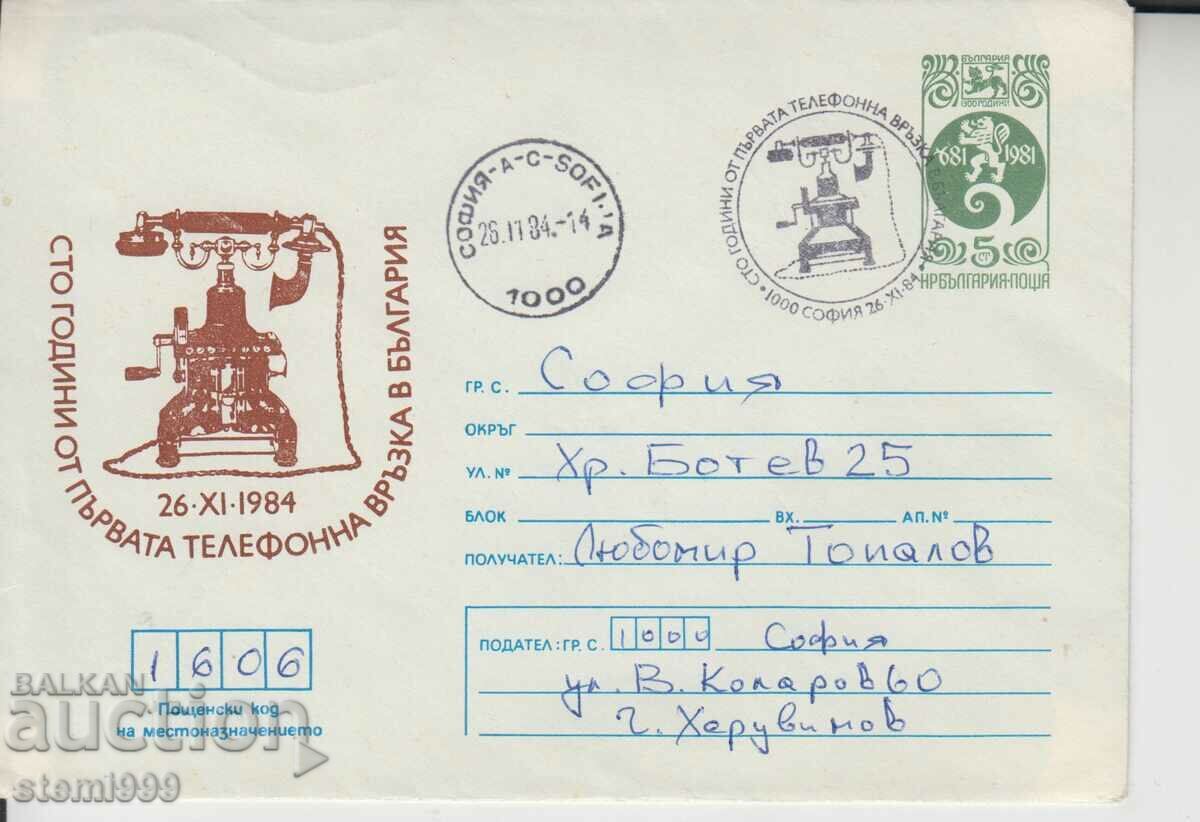 СТО ГОДИНИ ОТ ПЪРВАТА ТЕЛЕФОННА ВРЪЗКА В БЪЛГАРИЯ
26·XI·1984
СОФИЯ-А-С-SOFIA
26.11.84.-14
1000
СТО ГОДИНИ ОТ ПЪРВАТА ТЕЛЕФОННА ВРЪЗКА В БЪЛГАРИЯ
•1000 СОФИЯ 26·XI·84•
БЪЛГАРИЯ
1300 ГОДИНИ
681 1981
5 СТ
НР БЪЛГАРИЯ·ПОЩА
ГР. С. София
ОКРЪГ
УЛ. № Хр. Ботев 25
БЛОК ВХ. АП. №
ПОЛУЧАТЕЛ: Любомир Топалов
ПОДАТЕЛ: ГР. С. 1000 София
ул. В. Коларов 60
Г. Херувимов
1606
Пощенски код
на местоназначението
BALKAN
auction
stemi999